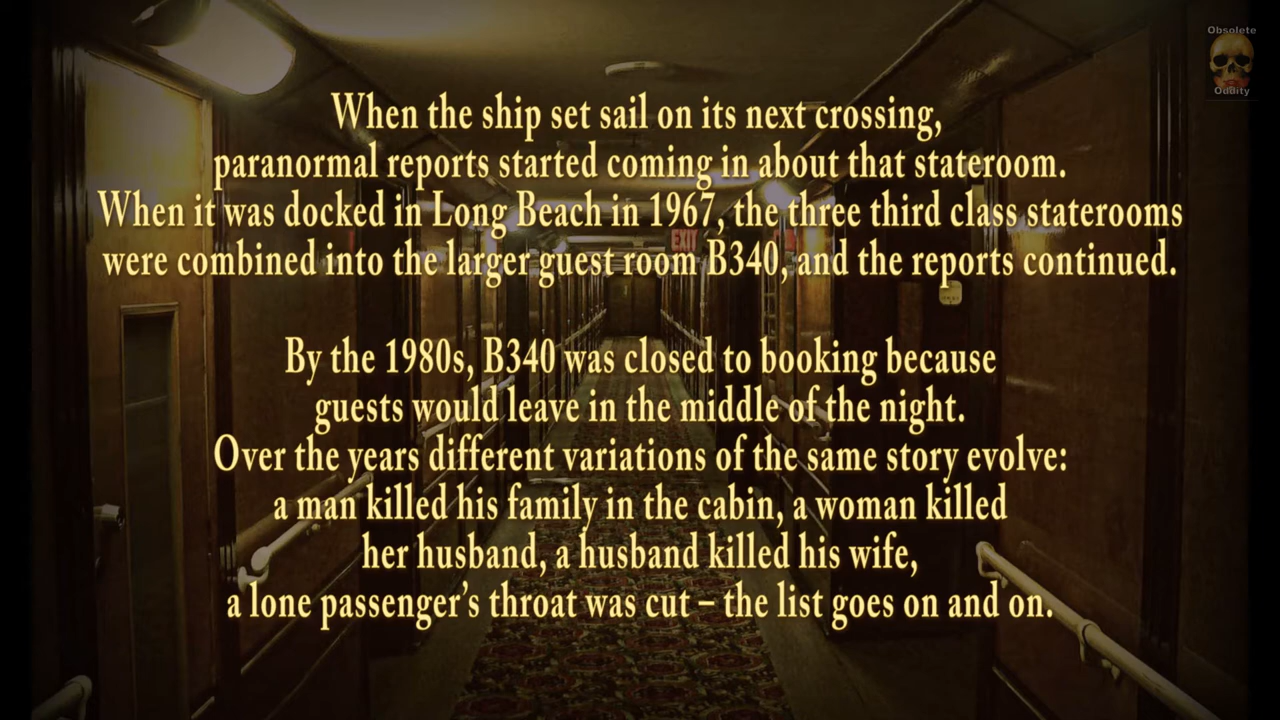 Obsolete
Oddity
When the ship set sail on its next crossing,
paranormal reports started coming in about that stateroom.
When it was docked in Long Beach in 1967, the three third class staterooms
were combined into the larger guest room B340, and the reports continued.
EXIT
By the 1980s, B340 was closed to booking because
guests would leave in the middle of the night.
Over the years different variations of the same story evolve:
a man killed his family in the cabin, a woman killed
her husband, a husband killed his wife,
a lone passenger’s throat was cut – the list goes on and on.